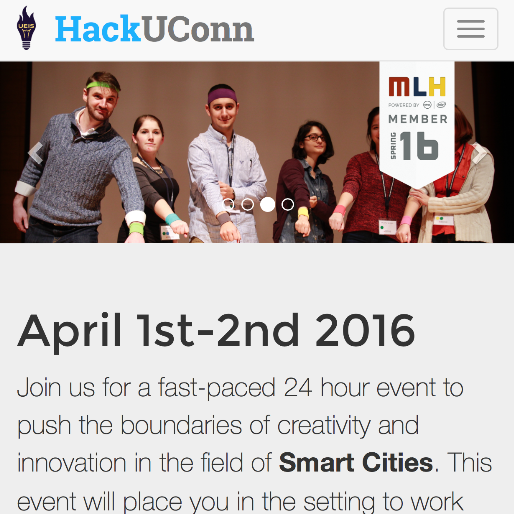 UEIS
HackUConn
MLH
POWERED BY
MEMBER
SPRING
16
April 1st-2nd 2016
Join us for a fast-paced 24 hour event to
push the boundaries of creativity and
innovation in the field of Smart Cities. This
event will place you in the setting to work